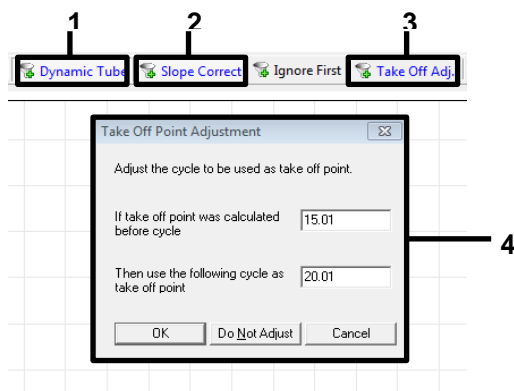 1 2 3
Dynamic Tube Slope Correct Ignore First Take Off Adj.
Take Off Point Adjustment
Adjust the cycle to be used as take off point.
If take off point was calculated
before cycle
15.01
Then use the following cycle as
take off point
20.01
OK Do Not Adjust Cancel
4